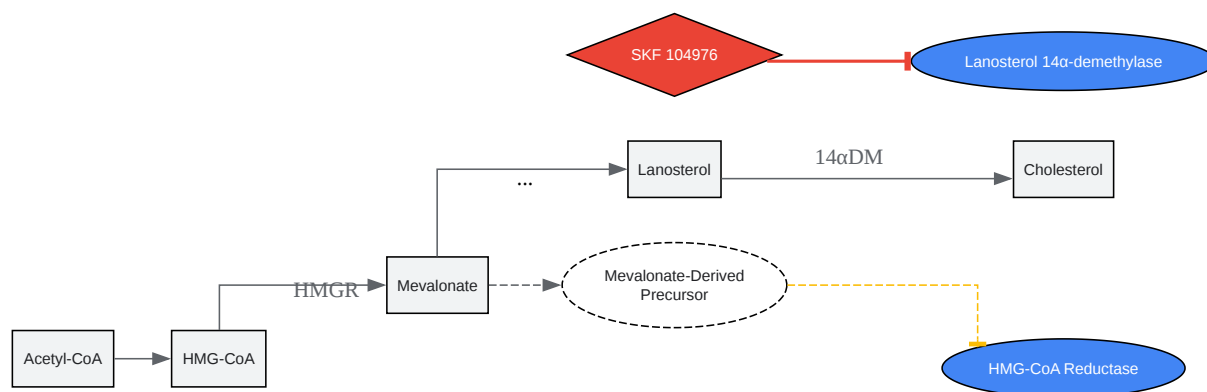 SKF 104976
Lanosterol 14α-demethylase
14αDM
Lanosterol
Cholesterol
...
Mevalonate-Derived
Precursor
HMGR
Mevalonate
Acetyl-CoA
HMG-CoA
HMG-CoA Reductase